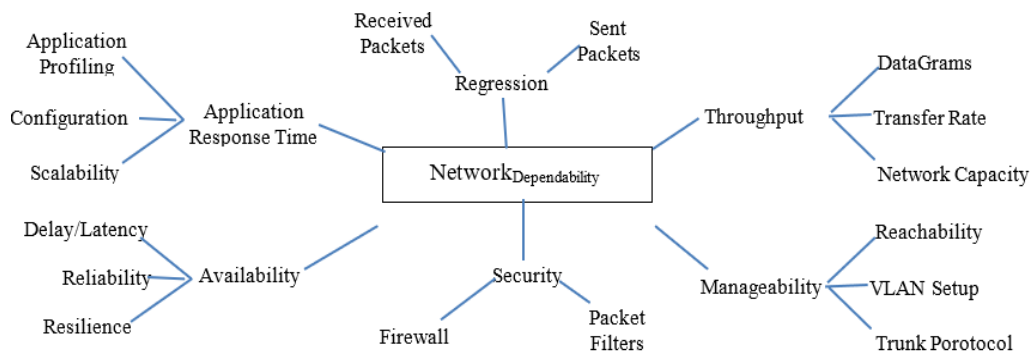 Received
Packets
Sent
Packets
Regression
Application
Profiling
Configuration
Scalability
Application
Response Time
Throughput
DataGrams
Transfer Rate
Network Capacity
NetworkDependability
Delay/Latency
Reliability
Resilience
Availability
Security
Firewall
Packet
Filters
Manageability
Reachability
VLAN Setup
Trunk Porotocol